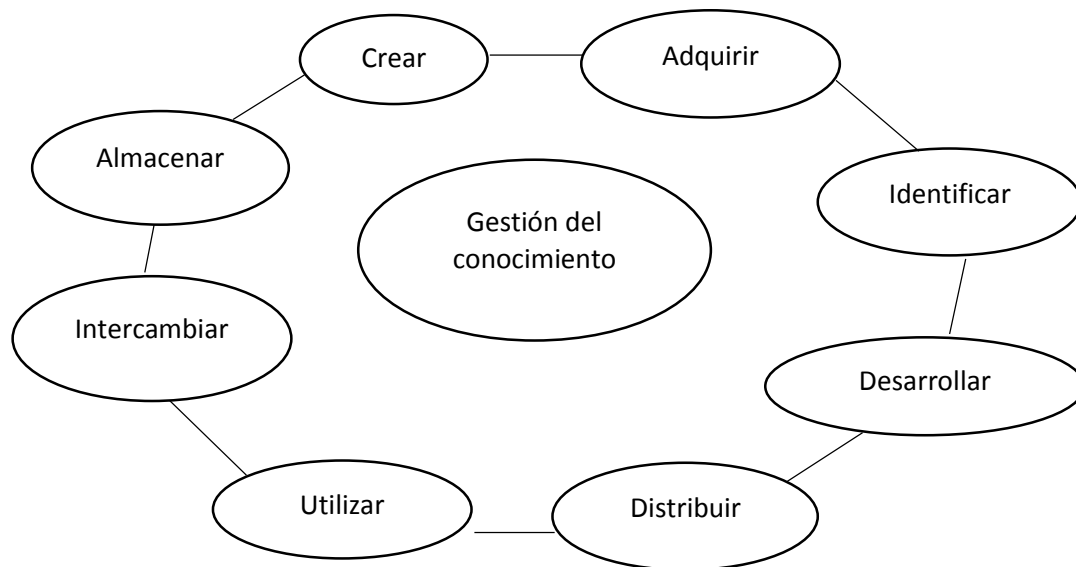 Crear
Adquirir
Almacenar
Identificar
Gestión del
conocimiento
Intercambiar
Desarrollar
Utilizar
Distribuir